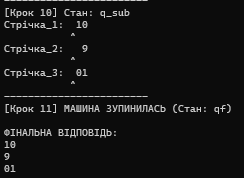 ------------------------
[Крок 10] Стан: q_sub
Стрічка_1:  10
            ^
Стрічка_2:   9
            ^
Стрічка_3:  01
            ^
------------------------
[Крок 11] МАШИНА ЗУПИНИЛАСЬ (Стан: qf)

ФІНАЛЬНА ВІДПОВІДЬ:
10
9
01